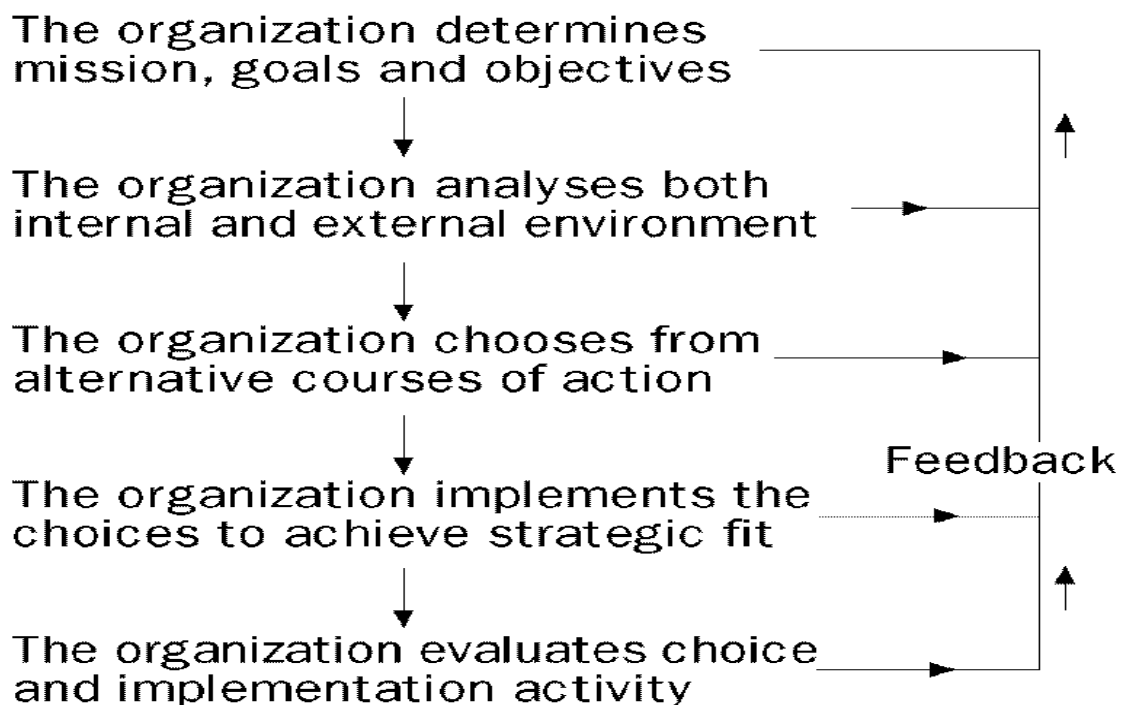 The organization determines
mission, goals and objectives
The organization analyses both
internal and external environment
The organization chooses from
alternative courses of action
Feedback
The organization implements the
choices to achieve strategic fit
The organization evaluates choice
and implementation activity